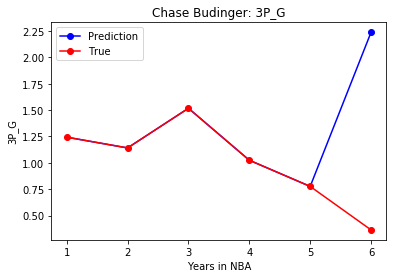 Chase Budinger: 3P_G
Prediction
True
3P_G
2.25
2.00
1.75
1.50
1.25
1.00
0.75
0.50
1 2 3 4 5 6
Years in NBA